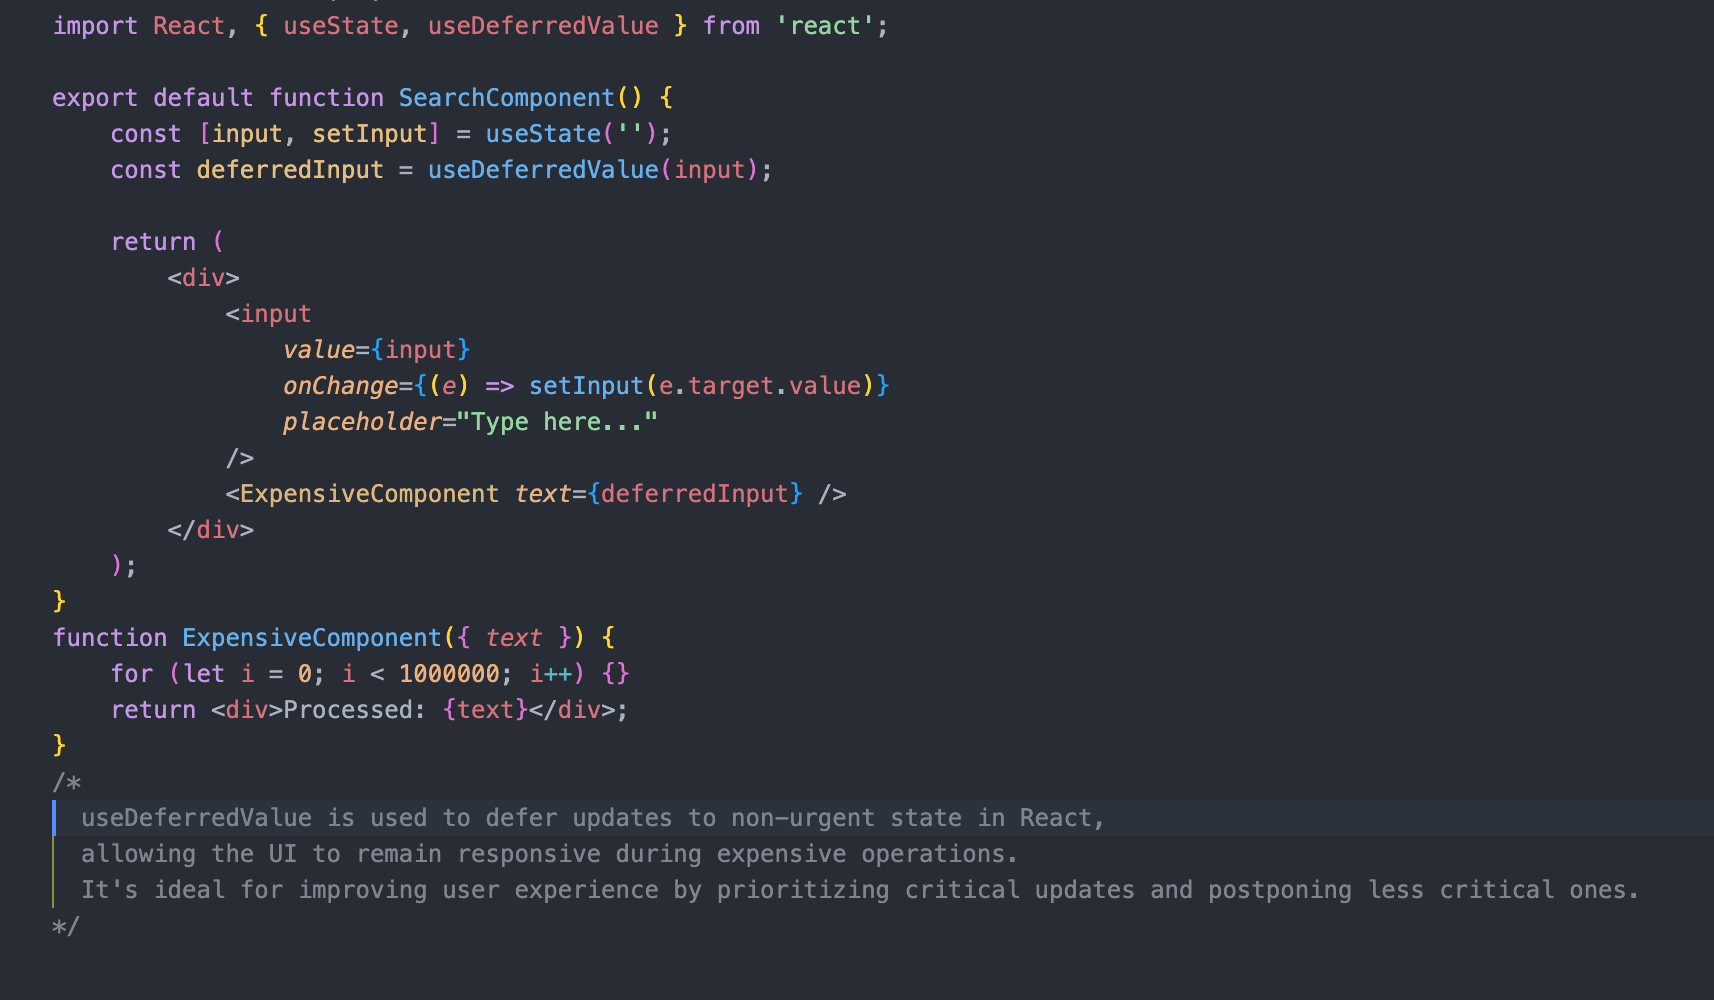 import React, { useState, useDeferredValue } from 'react';
export default function SearchComponent() {
    const [input, setInput] = useState('');
    const deferredInput = useDeferredValue(input);
    return (
        <div>
            <input
                value={input}
                onChange={(e) => setInput(e.target.value)}
                placeholder="Type here..."
            />
            <ExpensiveComponent text={deferredInput} />
        </div>
    );
}
function ExpensiveComponent({ text }) {
    for (let i = 0; i < 1000000; i++) {}
    return <div>Processed: {text}</div>;
}
/*
  useDeferredValue is used to defer updates to non-urgent state in React,
  allowing the UI to remain responsive during expensive operations.
  It's ideal for improving user experience by prioritizing critical updates and postponing less critical ones.
*/